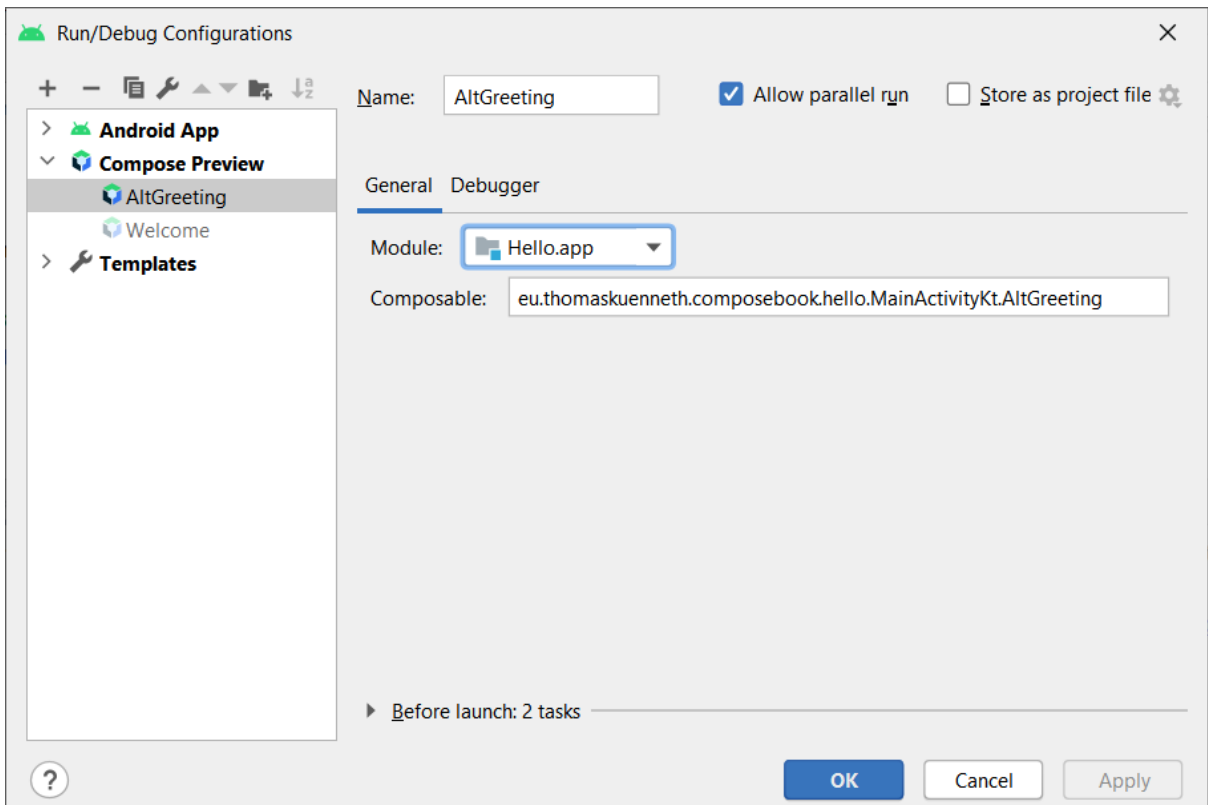 Run/Debug Configurations
Name: AltGreeting
Allow parallel run
Store as project file
Android App
Compose Preview
AltGreeting
Welcome
Templates
General Debugger
Module: Hello.app
Composable: eu.thomaskuenneth.composebook.hello.MainActivityKt.AltGreeting
Before launch: 2 tasks
?
OK Cancel Apply